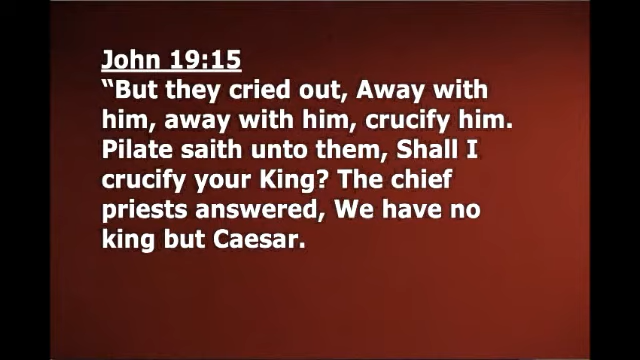 John 19:15
“But they cried out, Away with
him, away with him, crucify him.
Pilate saith unto them, Shall I
crucify your King? The chief
priests answered, We have no
king but Caesar.